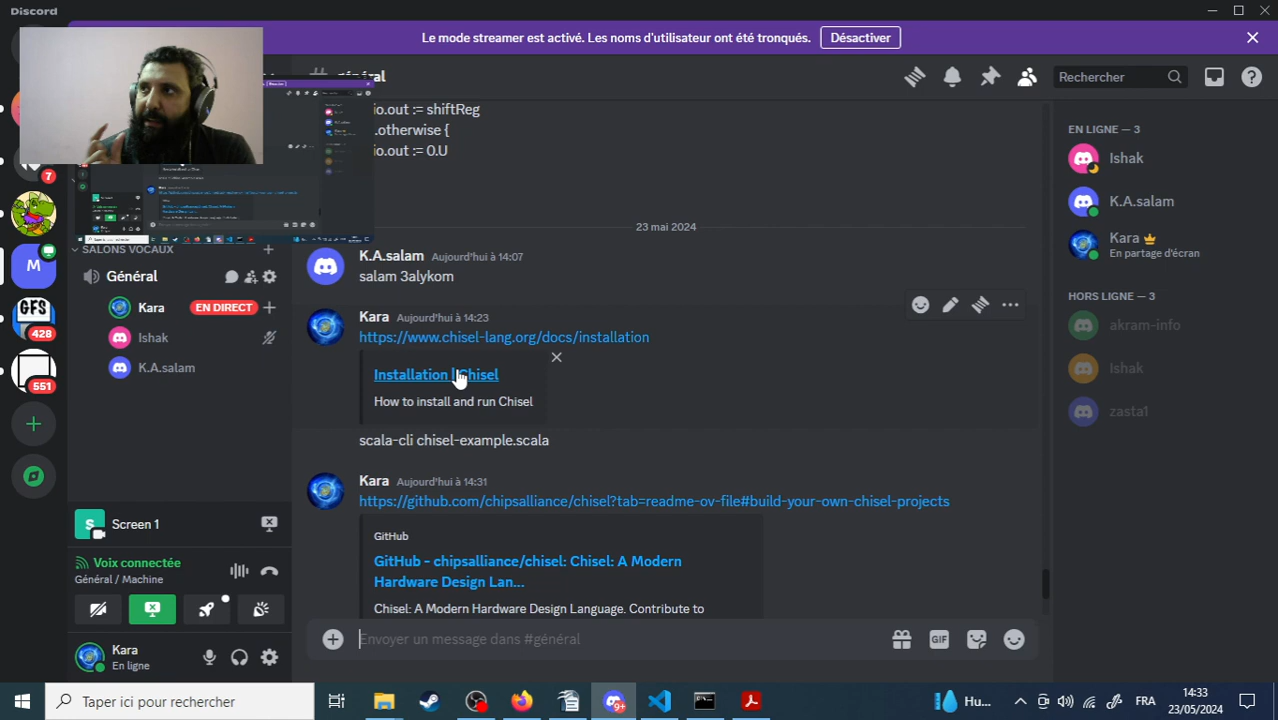 Discord
Le mode streamer est activé. Les noms d'utilisateur ont été tronqués.
Désactiver
général
Rechercher
io.out := shiftReg
.otherwise {
io.out := 0.U
23 mai 2024
K.A.salam Aujourd'hui à 14:07
salam 3alykom
Kara Aujourd'hui à 14:23
https://www.chisel-lang.org/docs/installation
Installation | Chisel
How to install and run Chisel
scala-cli chisel-example.scala
Kara Aujourd'hui à 14:31
https://github.com/chipsalliance/chisel?tab=readme-ov-file#build-your-own-chisel-projects
GitHub
GitHub - chipsalliance/chisel: Chisel: A Modern
Hardware Design Lan...
Chisel: A Modern Hardware Design Language. Contribute to
Envoyer un message dans #général
GIF
7
M
GFS
428
551
SALONS VOCAUX
Général
Kara EN DIRECT
Ishak
K.A.salam
S
Screen 1
Voix connectée
Général / Machine
Kara
En ligne
EN LIGNE — 3
Ishak
K.A.salam
Kara
En partage d'écran
HORS LIGNE — 3
akram-info
Ishak
zasta1
Taper ici pour rechercher
9+
Hu...
FRA
14:33
23/05/2024